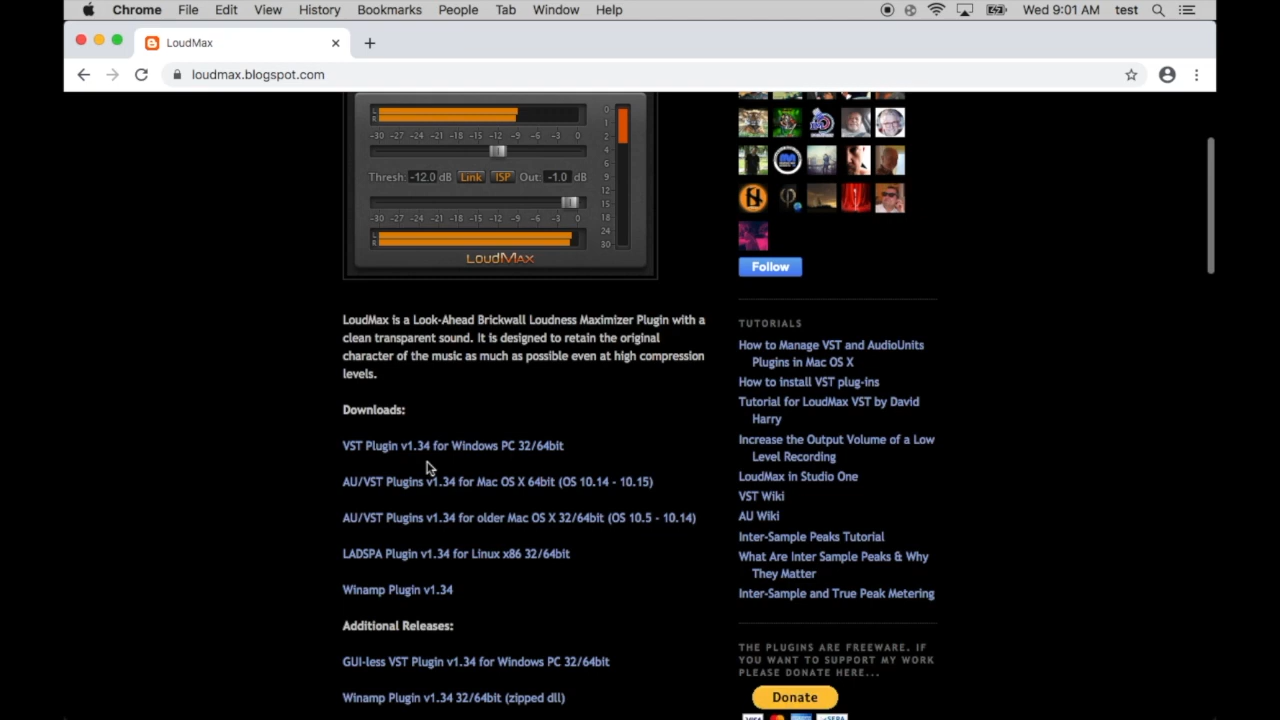 Chrome File Edit View History Bookmarks People Tab Window Help Wed 9:01 AM test
LoudMax
loudmax.blogspot.com
L
R
-30 -27 -24 -21 -18 -15 -12 -9 -6 -3 0
Thresh: -12.0 dB Link ISP Out: -1.0 dB
-30 -27 -24 -21 -18 -15 -12 -9 -6 -3 0
L
R
LOUDMAX
0
1
2
4
6
9
12
15
18
24
30
LoudMax is a Look-Ahead Brickwall Loudness Maximizer Plugin with a
clean transparent sound. It is designed to retain the original
character of the music as much as possible even at high compression
levels.
Downloads:
VST Plugin v1.34 for Windows PC 32/64bit
AU/VST Plugins v1.34 for Mac OS X 64bit (OS 10.14 - 10.15)
AU/VST Plugins v1.34 for older Mac OS X 32/64bit (OS 10.5 - 10.14)
LADSPA Plugin v1.34 for Linux x86 32/64bit
Winamp Plugin v1.34
Additional Releases:
GUI-less VST Plugin v1.34 for Windows PC 32/64bit
Winamp Plugin v1.34 32/64bit (zipped dll)
Follow
TUTORIALS
How to Manage VST and AudioUnits
Plugins in Mac OS X
How to install VST plug-ins
Tutorial for LoudMax VST by David
Harry
Increase the Output Volume of a Low
Level Recording
LoudMax in Studio One
VST Wiki
AU Wiki
Inter-Sample Peaks Tutorial
What Are Inter Sample Peaks & Why
They Matter
Inter-Sample and True Peak Metering
THE PLUGINS ARE FREEWARE. IF
YOU WANT TO SUPPORT MY WORK
PLEASE DONATE HERE...
Donate